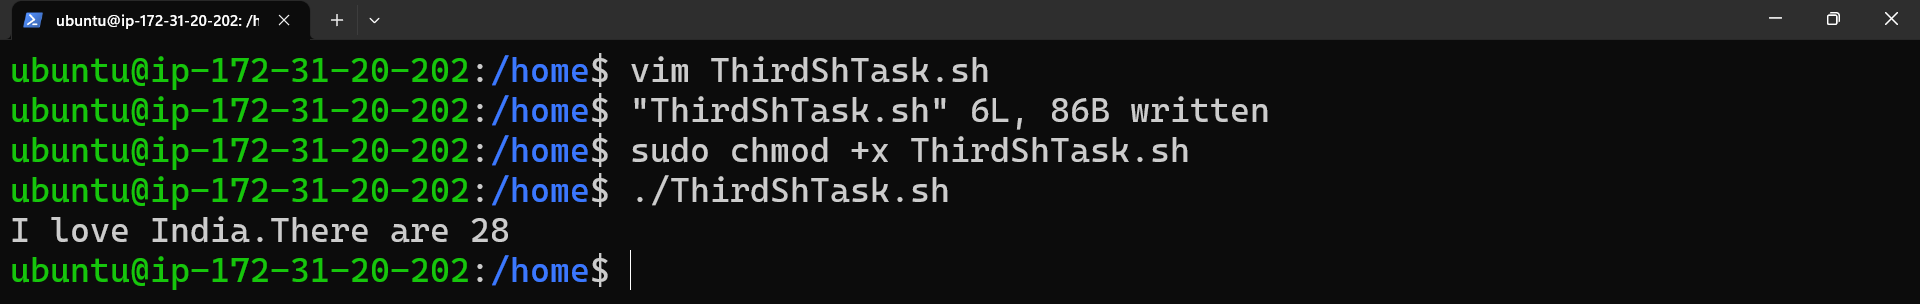 ubuntu@ip-172-31-20-202: /h
ubuntu@ip-172-31-20-202:/home$ vim ThirdShTask.sh
ubuntu@ip-172-31-20-202:/home$ "ThirdShTask.sh" 6L, 86B written
ubuntu@ip-172-31-20-202:/home$ sudo chmod +x ThirdShTask.sh
ubuntu@ip-172-31-20-202:/home$ ./ThirdShTask.sh
I love India.There are 28
ubuntu@ip-172-31-20-202:/home$